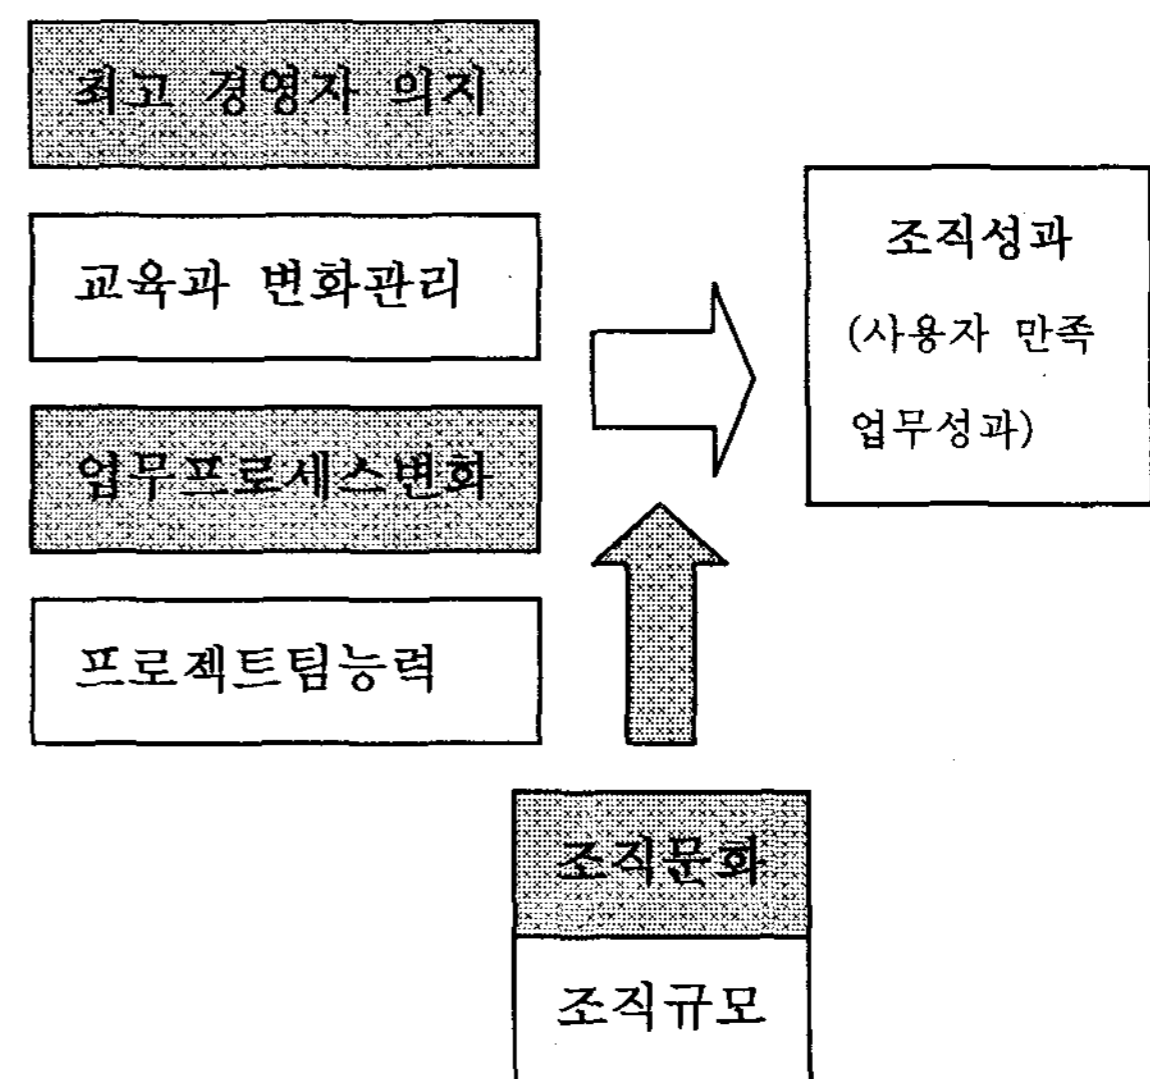 최고 경영자 의지
교육과 변화관리
업무프로세스변화
프로젝트팀능력
조직성과
(사용자 만족
업무성과)
조직문화
조직규모